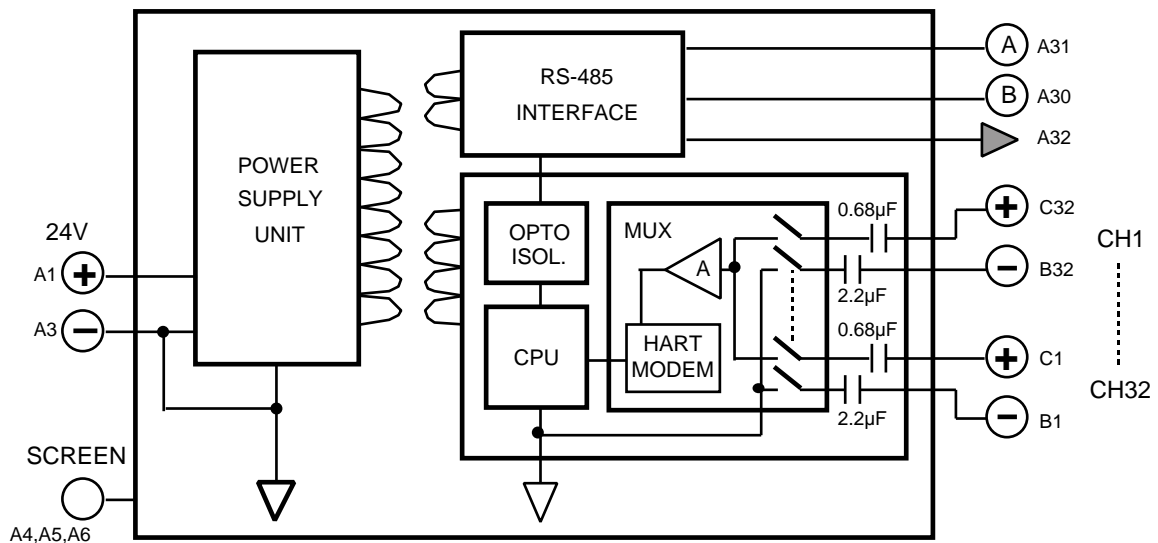 24V
A1 +
A3 −
SCREEN
A4,A5,A6
POWER
SUPPLY
UNIT
RS-485
INTERFACE
A A31
B A30
A32
OPTO
ISOL.
CPU
MUX
A
HART
MODEM
0.68µF
2.2µF
0.68µF
2.2µF
+ C32
− B32
+ C1
− B1
CH1
CH32